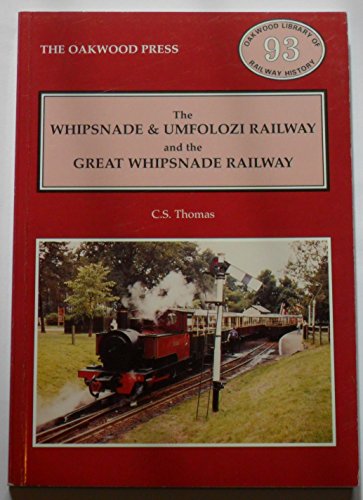 THE OAKWOOD PRESS
OAKWOOD LIBRARY OF
93
RAILWAY HISTORY
The
WHIPSNADE & UMFOLOZI RAILWAY
and the
GREAT WHIPSNADE RAILWAY
C.S. Thomas